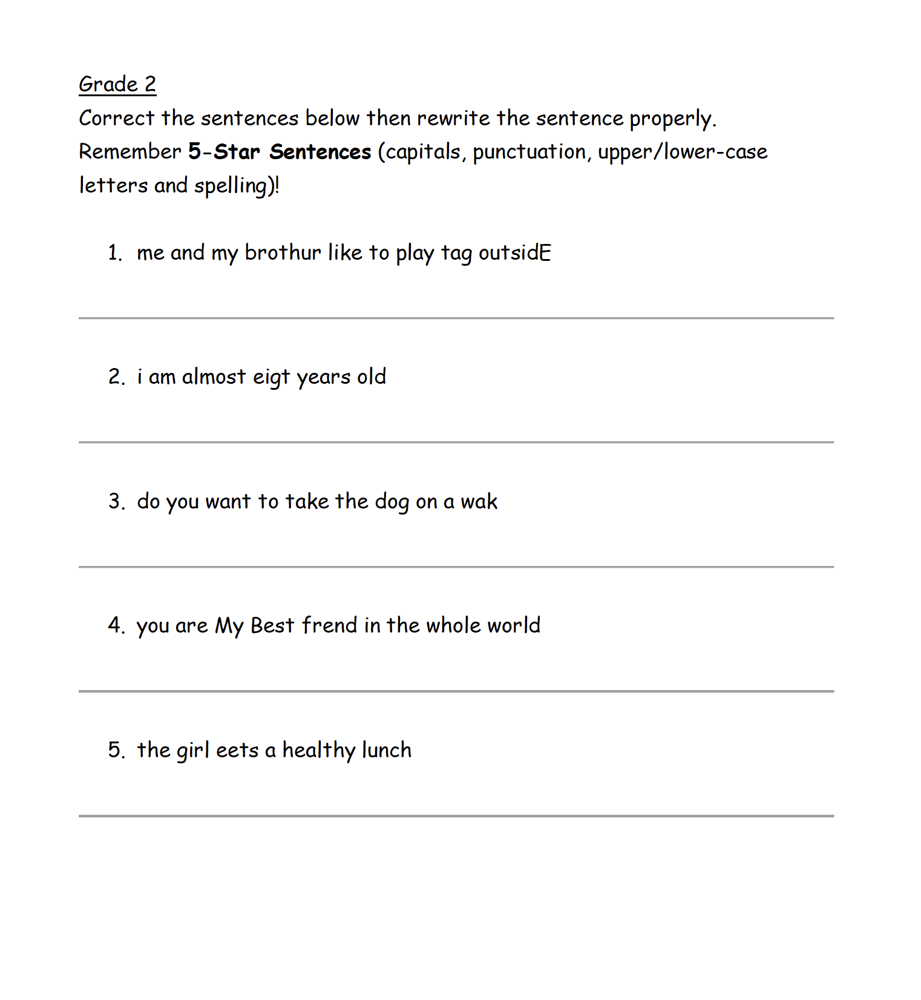 Grade 2
Correct the sentences below then rewrite the sentence properly.
Remember 5-Star Sentences (capitals, punctuation, upper/lower-case
letters and spelling)!
1. me and my brothur like to play tag outsidE
2. i am almost eigt years old
3. do you want to take the dog on a wak
4. you are My Best frend in the whole world
5. the girl eets a healthy lunch